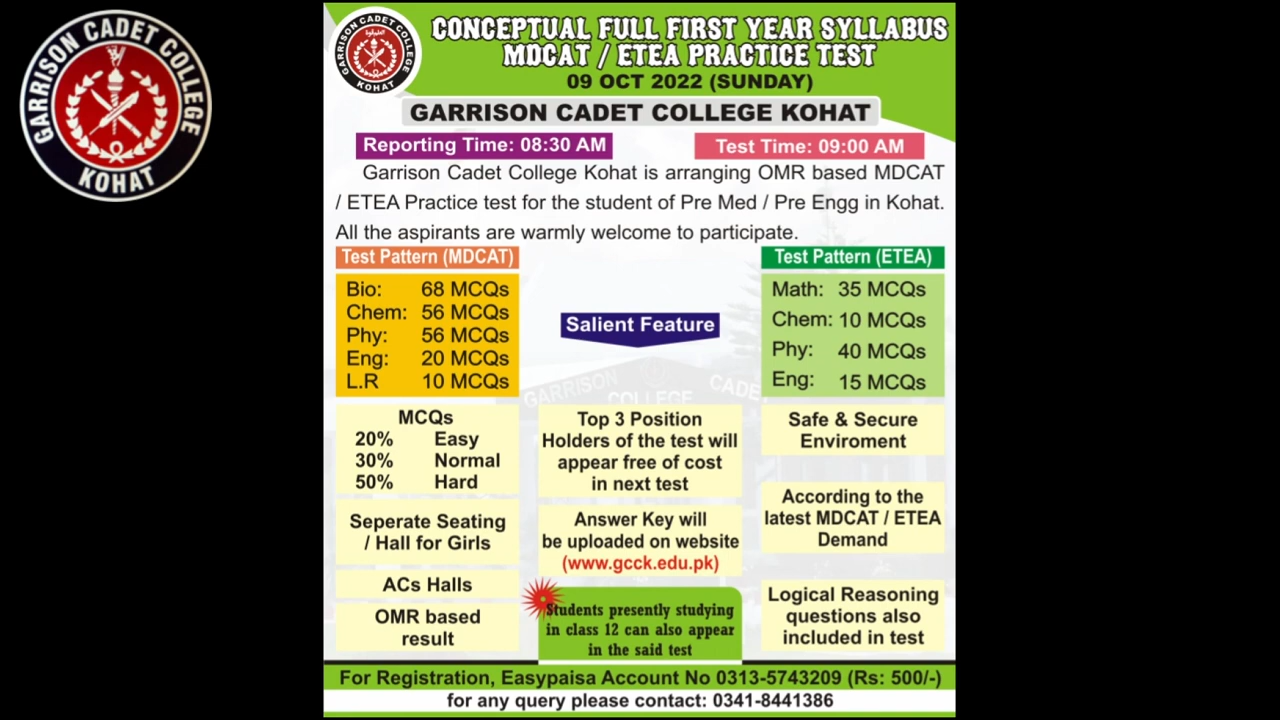 GARRISON CADET COLLEGE
KOHAT
GARRISON CADET COLLEGE
KOHAT
CONCEPTUAL FULL FIRST YEAR SYLLABUS
MDCAT / ETEA PRACTICE TEST
09 OCT 2022 (SUNDAY)
GARRISON CADET COLLEGE KOHAT
Reporting Time: 08:30 AM
Test Time: 09:00 AM
Garrison Cadet College Kohat is arranging OMR based MDCAT
/ ETEA Practice test for the student of Pre Med / Pre Engg in Kohat.
All the aspirants are warmly welcome to participate.
Test Pattern (MDCAT)
Bio: 68 MCQs
Chem: 56 MCQs
Phy: 56 MCQs
Eng: 20 MCQs
L.R 10 MCQs
MCQs
20% Easy
30% Normal
50% Hard
Seperate Seating
/ Hall for Girls
ACs Halls
OMR based
result
Salient Feature
GARRISON CADET
COLLEGE
Top 3 Position
Holders of the test will
appear free of cost
in next test
Answer Key will
be uploaded on website
(www.gcck.edu.pk)
Students presently studying
in class 12 can also appear
in the said test
Test Pattern (ETEA)
Math: 35 MCQs
Chem: 10 MCQs
Phy: 40 MCQs
Eng: 15 MCQs
Safe & Secure
Enviroment
According to the
latest MDCAT / ETEA
Demand
Logical Reasoning
questions also
included in test
For Registration, Easypaisa Account No 0313-5743209 (Rs: 500/-)
for any query please contact: 0341-8441386